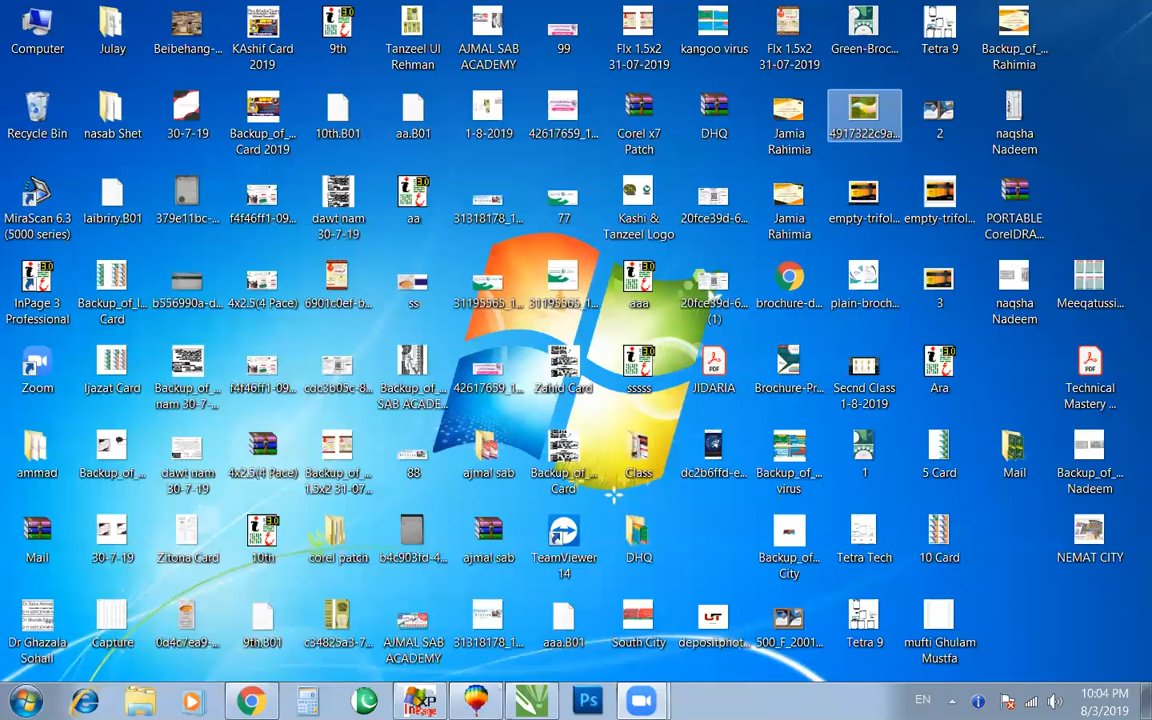 Computer
Julay
Beibehang-...
KAshif Card
2019
9th
Tanzeel Ul
Rehman
AJMAL SAB
ACADEMY
99
Flx 1.5x2
31-07-2019
kangoo virus
Flx 1.5x2
31-07-2019
Green-Broc...
Tetra 9
Backup_of_...
Rahimia
Recycle Bin
nasab Shet
30-7-19
Backup_of_...
Card 2019
10th.B01
aa.B01
1-8-2019
42617659_1...
Corel x7
Patch
DHQ
Jamia
Rahimia
4917322c9a...
2
naqsha
Nadeem
MiraScan 6.3
(5000 series)
laibriry.B01
379e11bc-...
f4f46ff1-09...
dawt nam
30-7-19
aa
31318178_1...
77
Kashi &
Tanzeel Logo
20fce39d-6...
Jamia
Rahimia
empty-trifol...
empty-trifol...
PORTABLE
CorelDRA...
InPage 3
Professional
Backup_of_I...
Card
b556990a-d...
4x2.5(4 Pace)
6901c0ef-b...
ss
31195565_1...
31195565_1...
aaa
20fce39d-6...
(1)
brochure-d...
plain-broch...
3
naqsha
Nadeem
Meeqatussi...
Zoom
Ijazat Card
Backup_of_...
nam 30-7-...
f4f46ff1-09...
cdc3b05c-8...
Backup_of_...
SAB ACADE...
42617659_1...
Zahid Card
sssss
JIDARIA
Brochure-Pr...
Secnd Class
1-8-2019
Ara
Technical
Mastery ...
ammad
Backup_of_...
dawt nam
30-7-19
4x2.5(4 Pace)
Backup_of_...
1.5x2 31-07...
88
ajmal sab
Backup_of_...
Card
Class
dc2b6ffd-e...
Backup_of_...
virus
1
5 Card
Mail
Backup_of_...
Nadeem
Mail
30-7-19
Zitona Card
10th
corel patch
b4c903fd-4...
ajmal sab
TeamViewer
14
DHQ
Backup_of_...
City
Tetra Tech
10 Card
NEMAT CITY
Dr Ghazala
Sohail
Capture
0d4c7ea9-...
9th.B01
c34825a3-7...
AJMAL SAB
ACADEMY
31318178_1...
aaa.B01
South City
depositphot...
500_F_2001...
Tetra 9
mufti Ghulam
Mustfa
EN
10:04 PM
8/3/2019